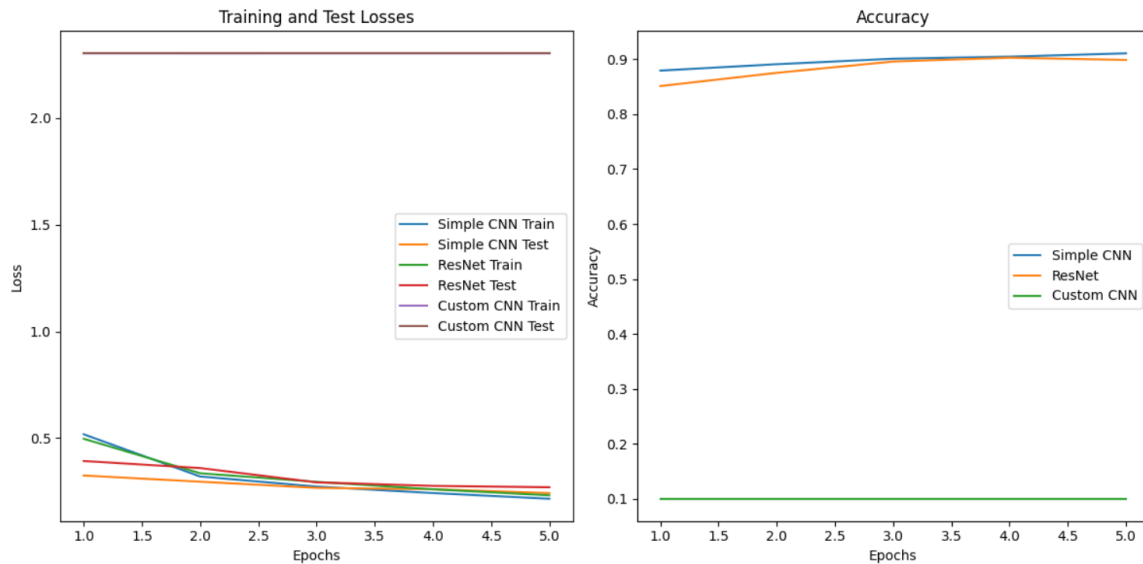 Training and Test Losses
Loss
2.0
1.5
1.0
0.5
Simple CNN Train
Simple CNN Test
ResNet Train
ResNet Test
Custom CNN Train
Custom CNN Test
1.0 1.5 2.0 2.5 3.0 3.5 4.0 4.5 5.0
Epochs
Accuracy
Accuracy
0.9
0.8
0.7
0.6
0.5
0.4
0.3
0.2
0.1
Simple CNN
ResNet
Custom CNN
1.0 1.5 2.0 2.5 3.0 3.5 4.0 4.5 5.0
Epochs